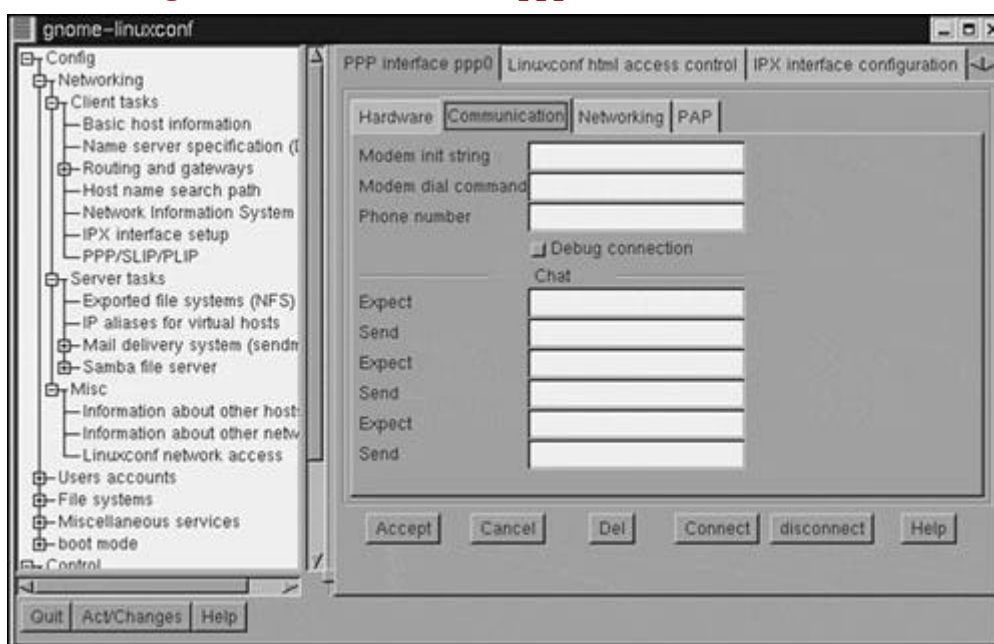 gnome-linuxconf
Config
Networking
Client tasks
Basic host information
Name server specification (
Routing and gateways
Host name search path
Network Information System
IPX interface setup
PPP/SLIP/PLIP
Server tasks
Exported file systems (NFS)
IP aliases for virtual hosts
Mail delivery system (sendm
Samba file server
Misc
Information about other host
Information about other netw
Linuxconf network access
Users accounts
File systems
Miscellaneous services
boot mode
Control
Quit Act/Changes Help
PPP interface ppp0 Linuxconf html access control IPX interface configuration
Hardware Communication Networking PAP
Modem init string
Modem dial command
Phone number
Debug connection
Chat
Expect
Send
Expect
Send
Expect
Send
Accept Cancel Del Connect disconnect Help